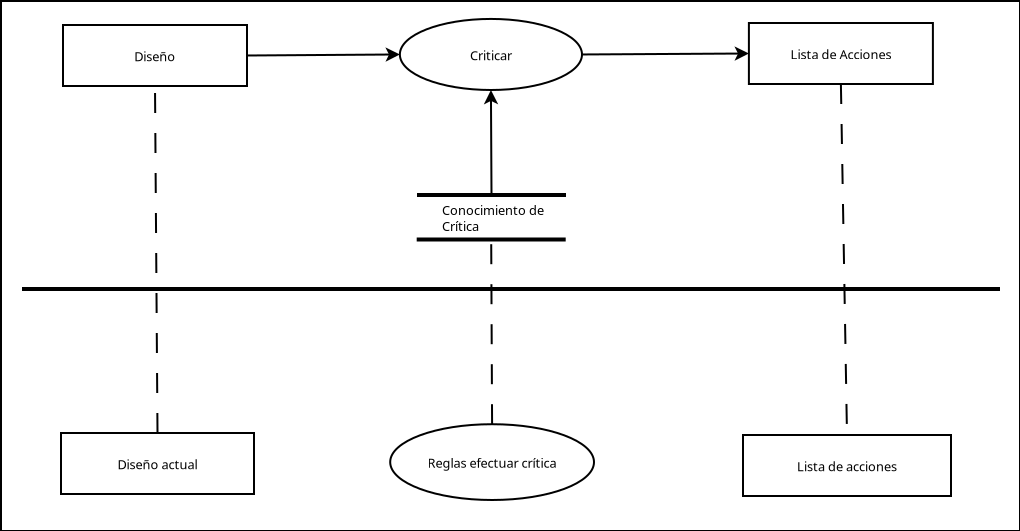 Diseño
Criticar
Lista de Acciones
Conocimiento de
Crítica
Diseño actual
Reglas efectuar crítica
Lista de acciones